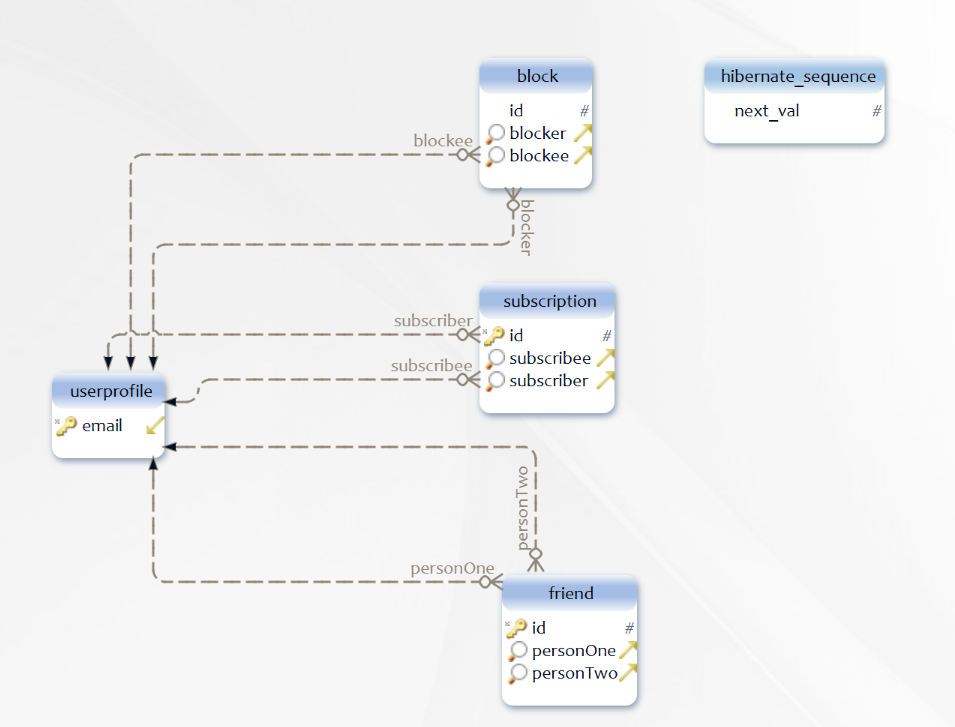 block
id #
blocker
blockee
hibernate_sequence
next_val #
blockee
blocker
subscription
id #
subscribee
subscriber
subscriber
subscribee
userprofile
email
personTwo
personOne
friend
id #
personOne
personTwo